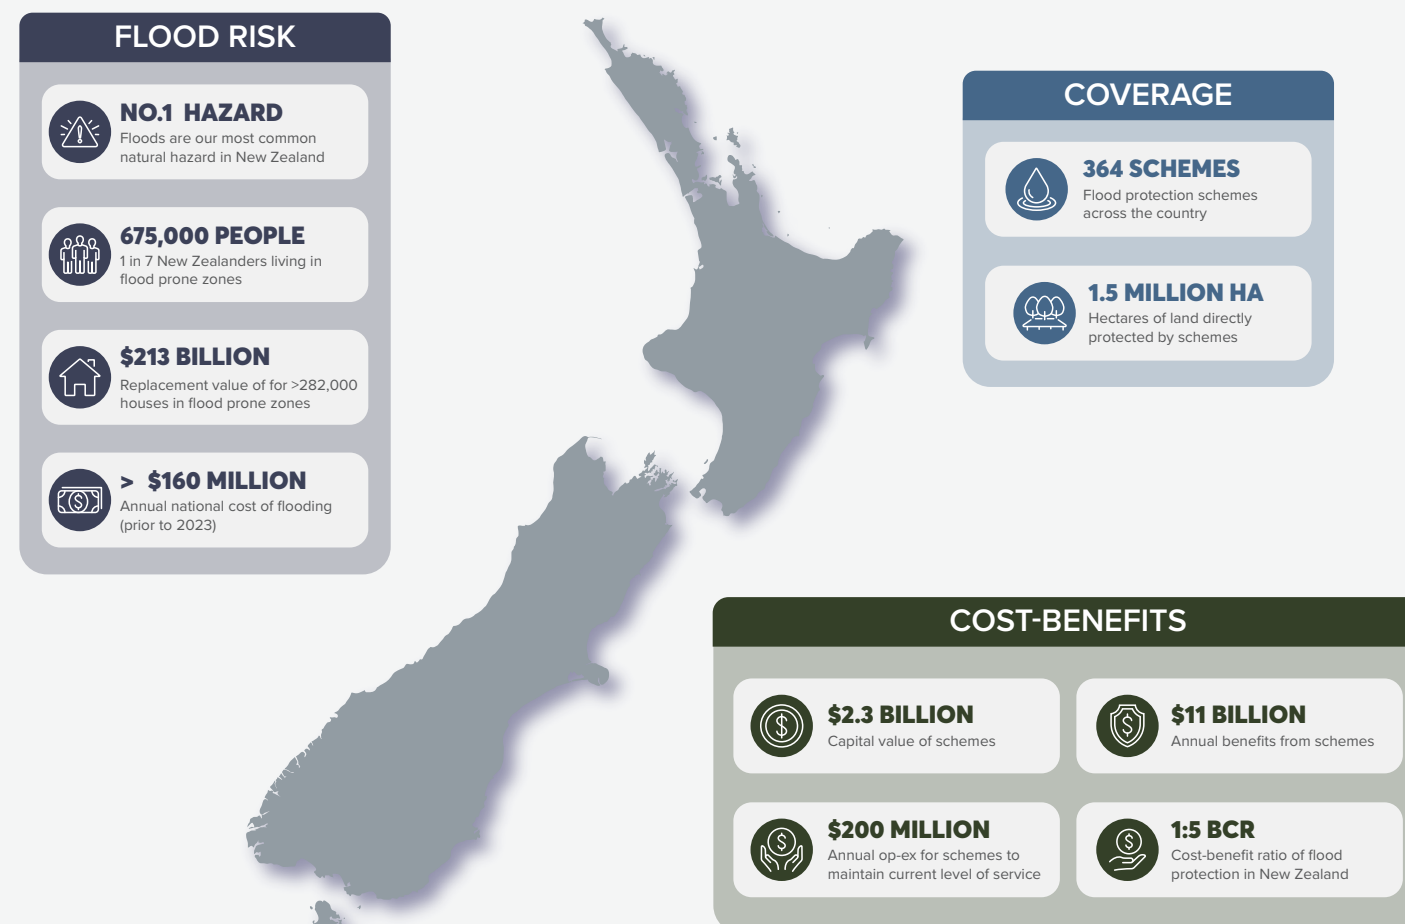 FLOOD RISK
NO.1 HAZARD
Floods are our most common
natural hazard in New Zealand
675,000 PEOPLE
1 in 7 New Zealanders living in
flood prone zones
$213 BILLION
Replacement value of for >282,000
houses in flood prone zones
> $160 MILLION
Annual national cost of flooding
(prior to 2023)
COVERAGE
364 SCHEMES
Flood protection schemes
across the country
1.5 MILLION HA
Hectares of land directly
protected by schemes
COST-BENEFITS
$2.3 BILLION
Capital value of schemes
$11 BILLION
Annual benefits from schemes
$200 MILLION
Annual op-ex for schemes to
maintain current level of service
1:5 BCR
Cost-benefit ratio of flood
protection in New Zealand